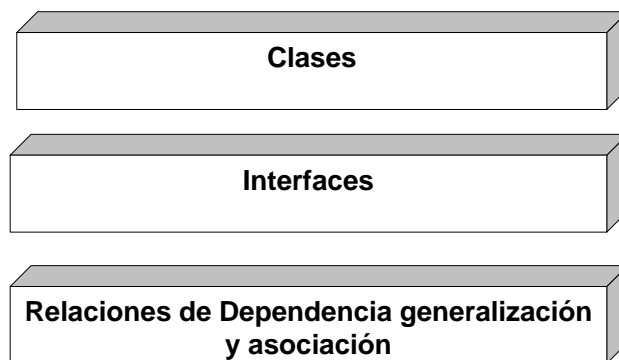 Clases
Interfaces
Relaciones de Dependencia generalización
y asociación